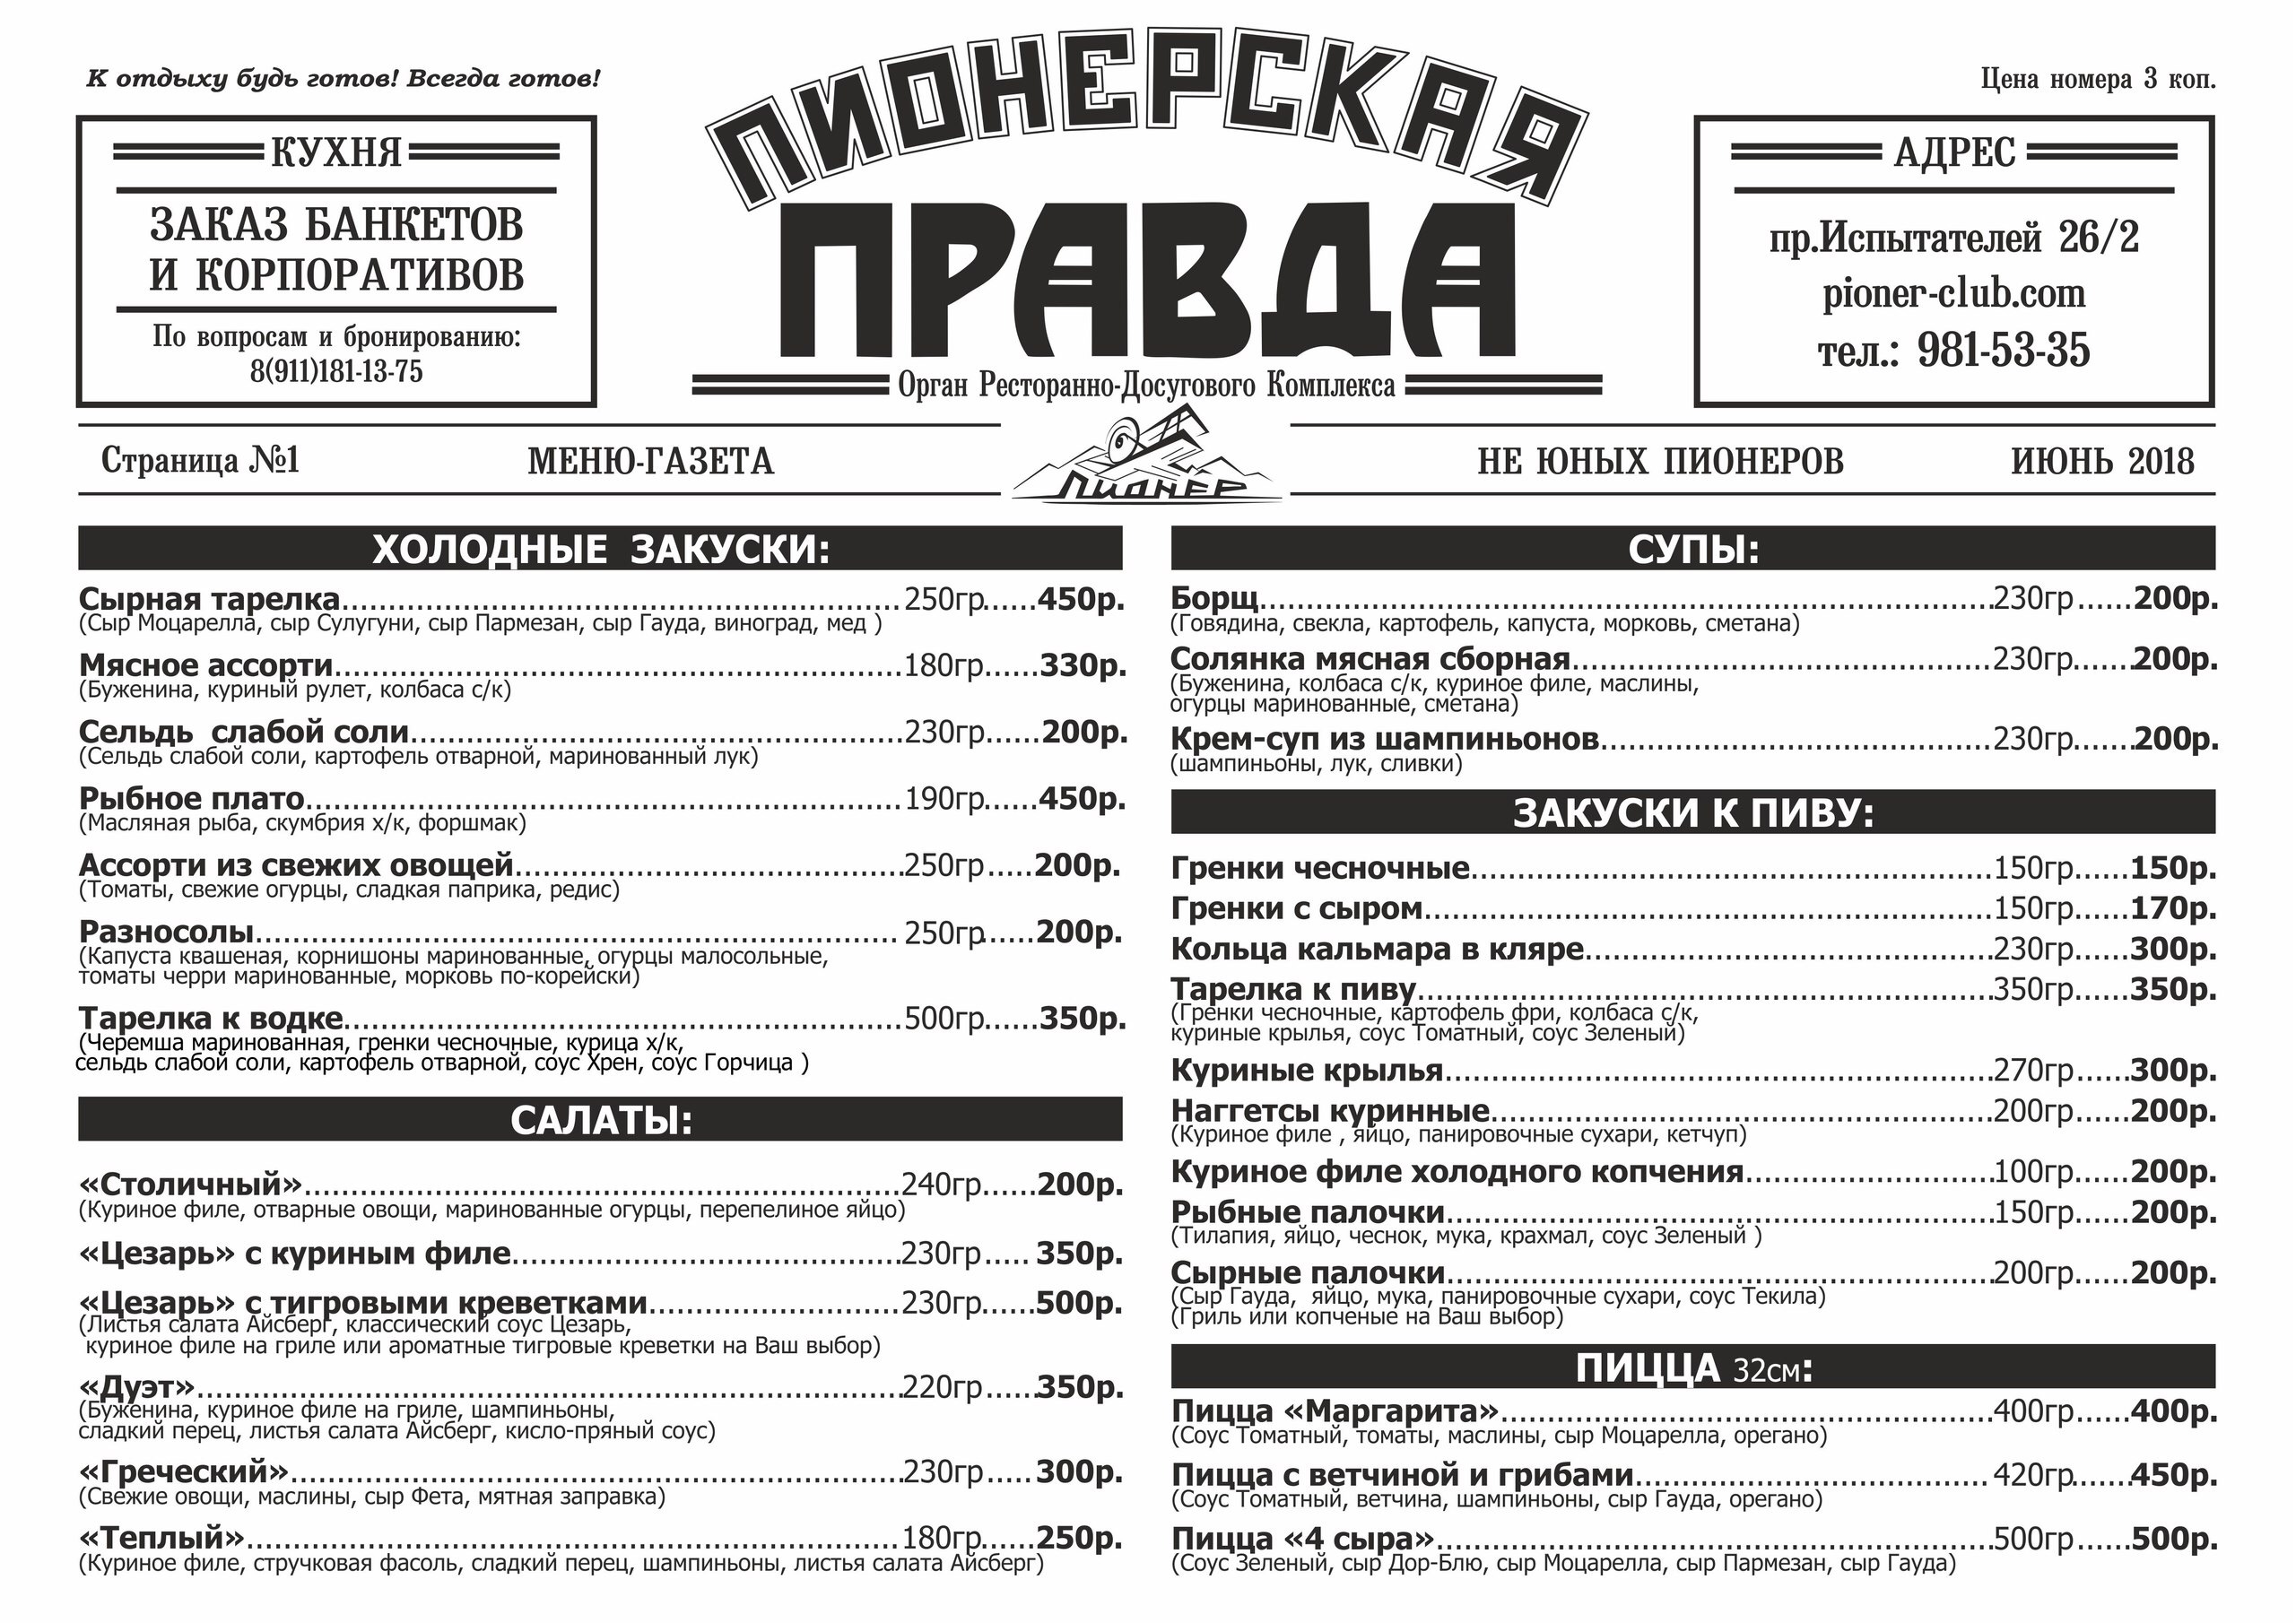 К отдыху будь готов! Всегда готов!
КУХНЯ
ЗАКАЗ БАНКЕТОВ
И КОРПОРАТИВОВ
По вопросам и бронированию:
8(911)181-13-75
ПИОНЕРСКАЯ
ПРАВДА
Орган Ресторанно-Досугового Комплекса
Цена номера 3 коп.
АДРЕС
пр.Испытателей 26/2
pioner-club.com
тел.: 981-53-35
Страница №1 МЕНЮ-ГАЗЕТА ПИОНЕР НЕ ЮНЫХ ПИОНЕРОВ ИЮНЬ 2018
ХОЛОДНЫЕ ЗАКУСКИ:
Сырная тарелка...250гр......450р.
(Сыр Моцарелла, сыр Сулугуни, сыр Пармезан, сыр Гауда, виноград, мед )
Мясное ассорти...180гр......330р.
(Буженина, куриный рулет, колбаса с/к)
Сельдь слабой соли...230гр......200р.
(Сельдь слабой соли, картофель отварной, маринованный лук)
Рыбное плато...190гр......450р.
(Масляная рыба, скумбрия х/к, форшмак)
Ассорти из свежих овощей...250гр.....200р.
(Томаты, свежие огурцы, сладкая паприка, редис)
Разносолы...250гр......200р.
(Капуста квашеная, корнишоны маринованные, огурцы малосольные,
томаты черри маринованные, морковь по-корейски)
Тарелка к водке...500гр......350р.
(Черемша маринованная, гренки чесночные, курица х/к,
сельдь слабой соли, картофель отварной, соус Хрен, соус Горчица )
САЛАТЫ:
«Столичный»...240гр......200р.
(Куриное филе, отварные овощи, маринованные огурцы, перепелиное яйцо)
«Цезарь» с куриным филе...230гр..... 350р.
«Цезарь» с тигровыми креветками...230гр......500р.
(Листья салата Айсберг, классический соус Цезарь,
куриное филе на гриле или ароматные тигровые креветки на Ваш выбор)
«Дуэт»...220гр......350р.
(Буженина, куриное филе на гриле, шампиньоны,
сладкий перец, листья салата Айсберг, кисло-пряный соус)
«Греческий»...230гр..... 300р.
(Свежие овощи, маслины, сыр Фета, мятная заправка)
«Теплый»...180гр......250р.
(Куриное филе, стручковая фасоль, сладкий перец, шампиньоны, листья салата Айсберг)
СУПЫ:
Борщ...230гр......200р.
(Говядина, свекла, картофель, капуста, морковь, сметана)
Солянка мясная сборная...230гр.......200р.
(Буженина, колбаса с/к, куриное филе, маслины,
огурцы маринованные, сметана)
Крем-суп из шампиньонов...230гр.......200р.
(шампиньоны, лук, сливки)
ЗАКУСКИ К ПИВУ:
Гренки чесночные...150гр......150р.
Гренки с сыром...150гр......170р.
Кольца кальмара в кляре...230гр......300р.
Тарелка к пиву...350гр......350р.
(Гренки чесночные, картофель фри, колбаса с/к,
куриные крылья, соус Томатный, соус Зеленый)
Куриные крылья...270гр......300р.
Наггетсы куринные...200гр......200р.
(Куриное филе , яйцо, панировочные сухари, кетчуп)
Куриное филе холодного копчения...100гр......200р.
Рыбные палочки...150гр......200р.
(Тилапия, яйцо, чеснок, мука, крахмал, соус Зеленый )
Сырные палочки...200гр......200р.
(Сыр Гауда, яйцо, мука, панировочные сухари, соус Текила)
(Гриль или копченые на Ваш выбор)
ПИЦЦА 32см:
Пицца «Маргарита»...400гр......400р.
(Соус Томатный, томаты, маслины, сыр Моцарелла, орегано)
Пицца с ветчиной и грибами...420гр......450р.
(Соус Томатный, ветчина, шампиньоны, сыр Гауда, орегано)
Пицца «4 сыра»...500гр......500р.
(Соус Зеленый, сыр Дор-Блю, сыр Моцарелла, сыр Пармезан, сыр Гауда)